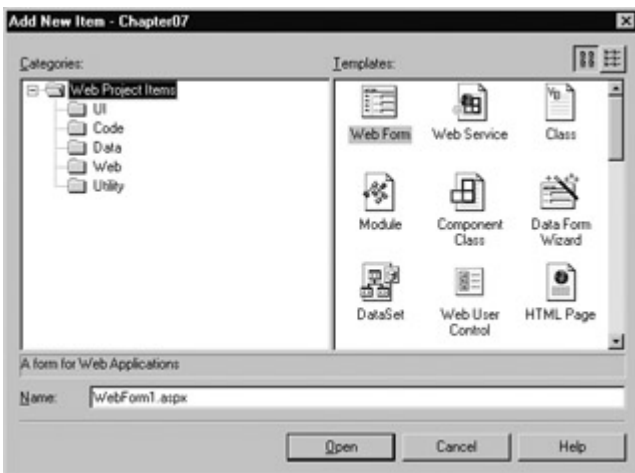 Add New Item - Chapter07
Categories:
Templates:
Web Project Items
UI
Code
Data
Web
Utility
Web Form
Web Service
VB
Class
Module
Component
Class
Data Form
Wizard
DataSet
Web User
Control
HTML Page
A form for Web Applications
Name:
WebForm1.aspx
Open
Cancel
Help